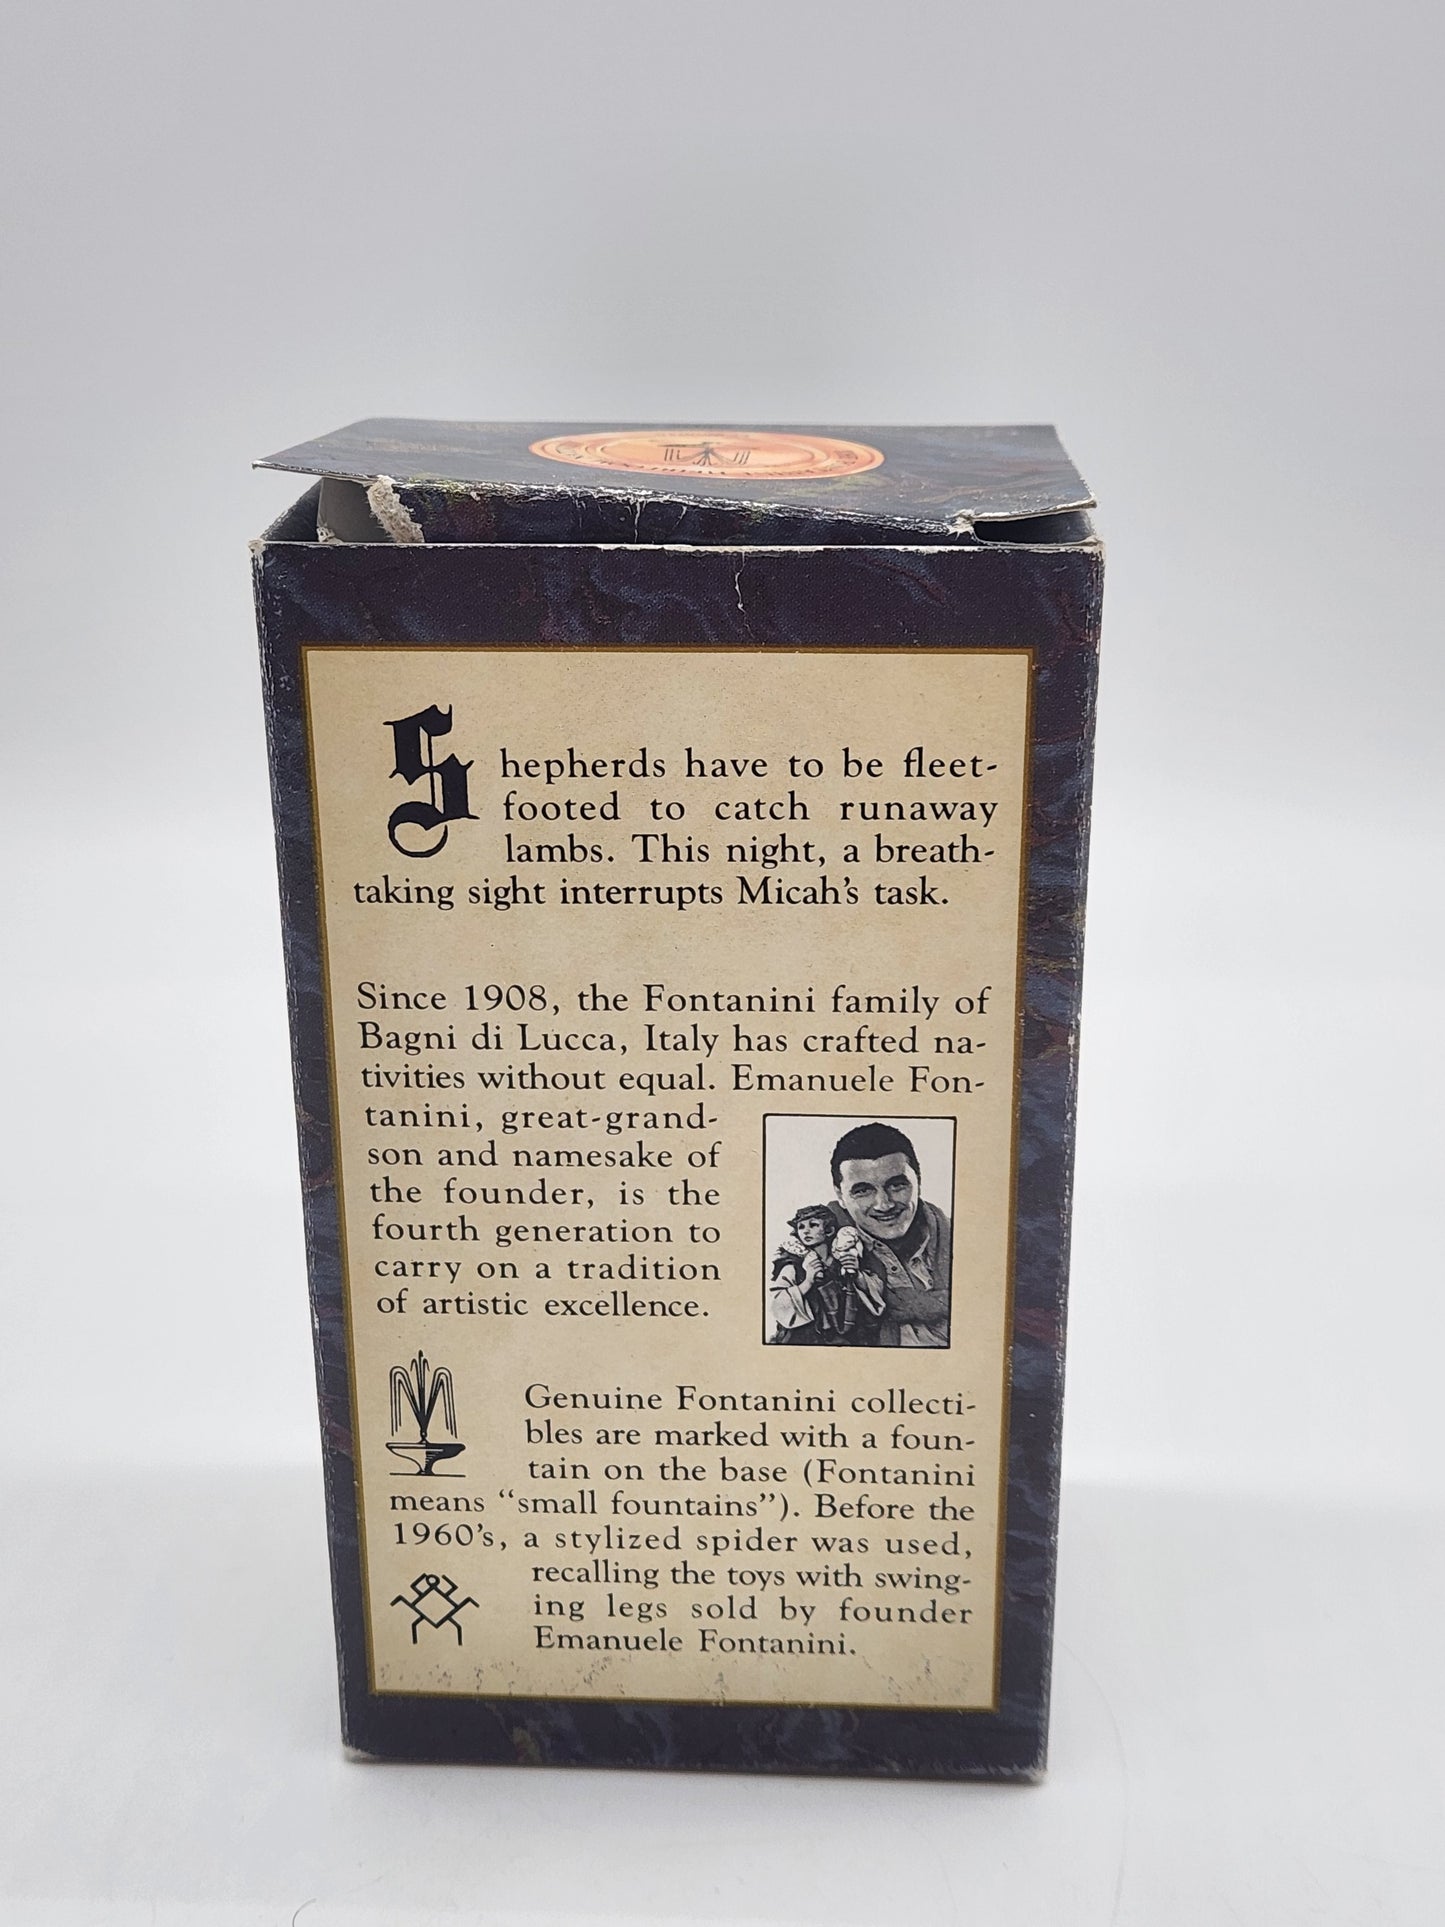 Shepherds have to be fleet-
footed to catch runaway
lambs. This night, a breath-
taking sight interrupts Micah's task.
Since 1908, the Fontanini family of
Bagni di Lucca, Italy has crafted na-
tivities without equal. Emanuele Fon-
tanini, great-grand-
son and namesake of
the founder, is the
fourth generation to
carry on a tradition
of artistic excellence.
Genuine Fontanini collecti-
bles are marked with a foun-
tain on the base (Fontanini
means “small fountains”). Before the
1960's, a stylized spider was used,
recalling the toys with swing-
ing legs sold by founder
Emanuele Fontanini.